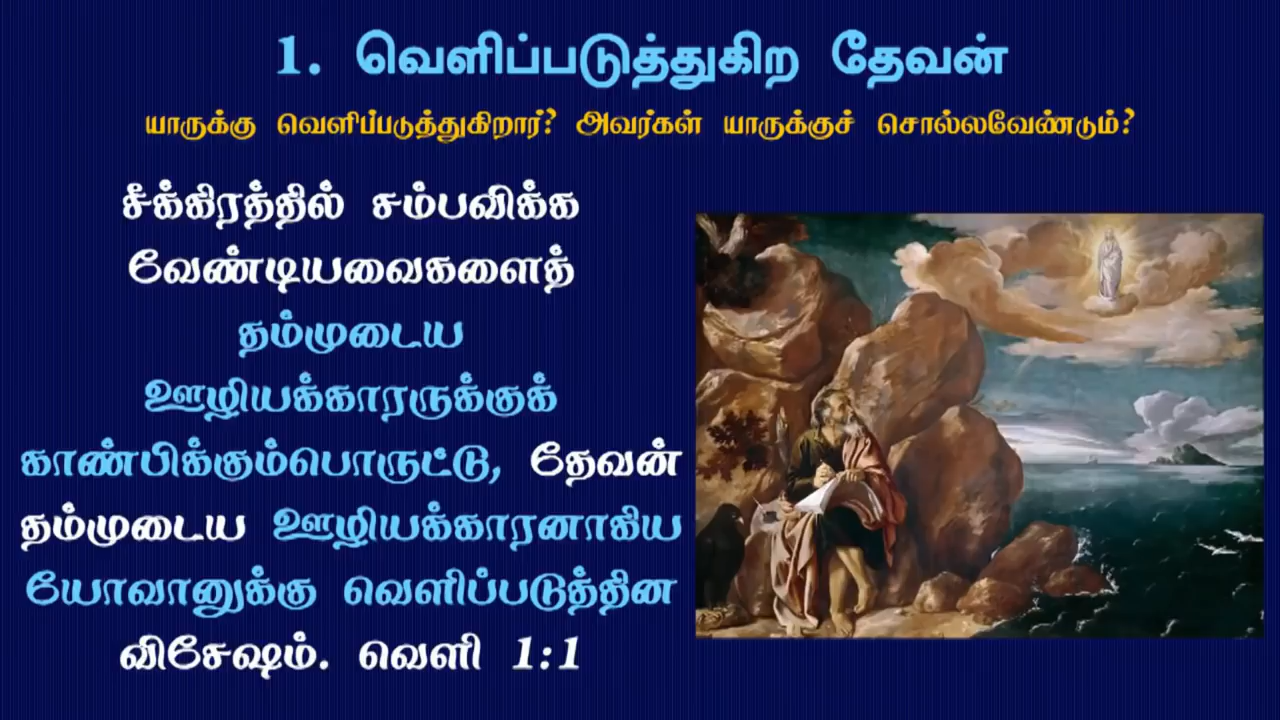 1. வெளிப்படுத்துகிற தேவன்
யாருக்கு வெளிப்படுத்துகிறார்? அவர்கள் யாருக்குச் சொல்லவேண்டும்?
சீக்கிரத்தில் சம்பவிக்க
வேண்டியவைகளைத்
தம்முடைய
ஊழியக்காரருக்குக்
காண்பிக்கும்பொருட்டு, தேவன்
தம்முடைய ஊழியக்காரனாகிய
யோவானுக்கு வெளிப்படுத்தின
விசேஷம். வெளி 1:1